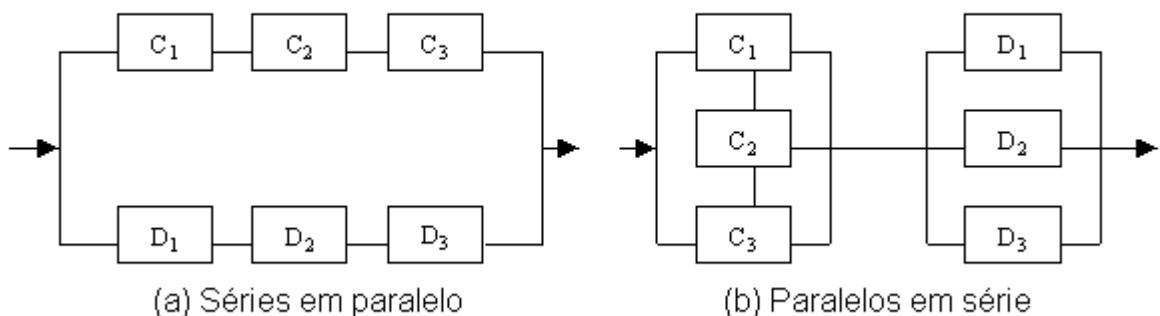 C₁ C₂ C₃
D₁ D₂ D₃
(a) Séries em paralelo
C₁
C₂
C₃
D₁
D₂
D₃
(b) Paralelos em série